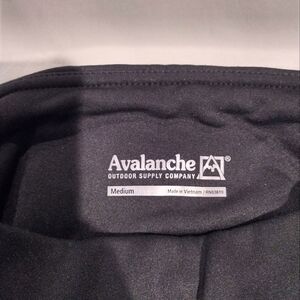 Avalanche ®
OUTDOOR SUPPLY COMPANY
Medium Made in Vietnam /